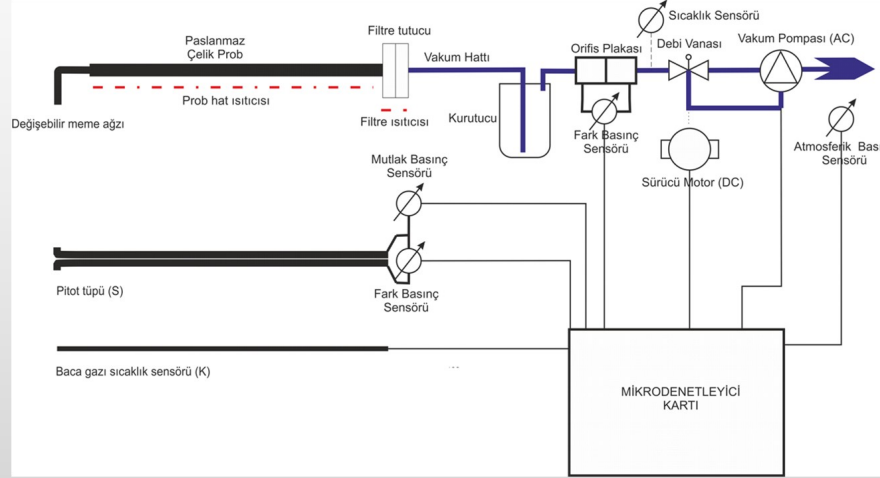 Sıcaklık Sensörü
Filtre tutucu
Paslanmaz
Çelik Prob
Vakum Hattı
Orifis Plakası
Debi Vanası
Vakum Pompası (AC)
Prob hat ısıtıcısı
Değişebilir meme ağzı
Filtre ısıtıcısı
Kurutucu
Fark Basınç
Sensörü
Atmosferik Bası
Sensörü
Mutlak Basınç
Sensörü
Sürücü Motor (DC)
Pitot tüpü (S)
Fark Basınç
Sensörü
Baca gazı sıcaklık sensörü (K)
MİKRODENETLEYİCİ
KARTI